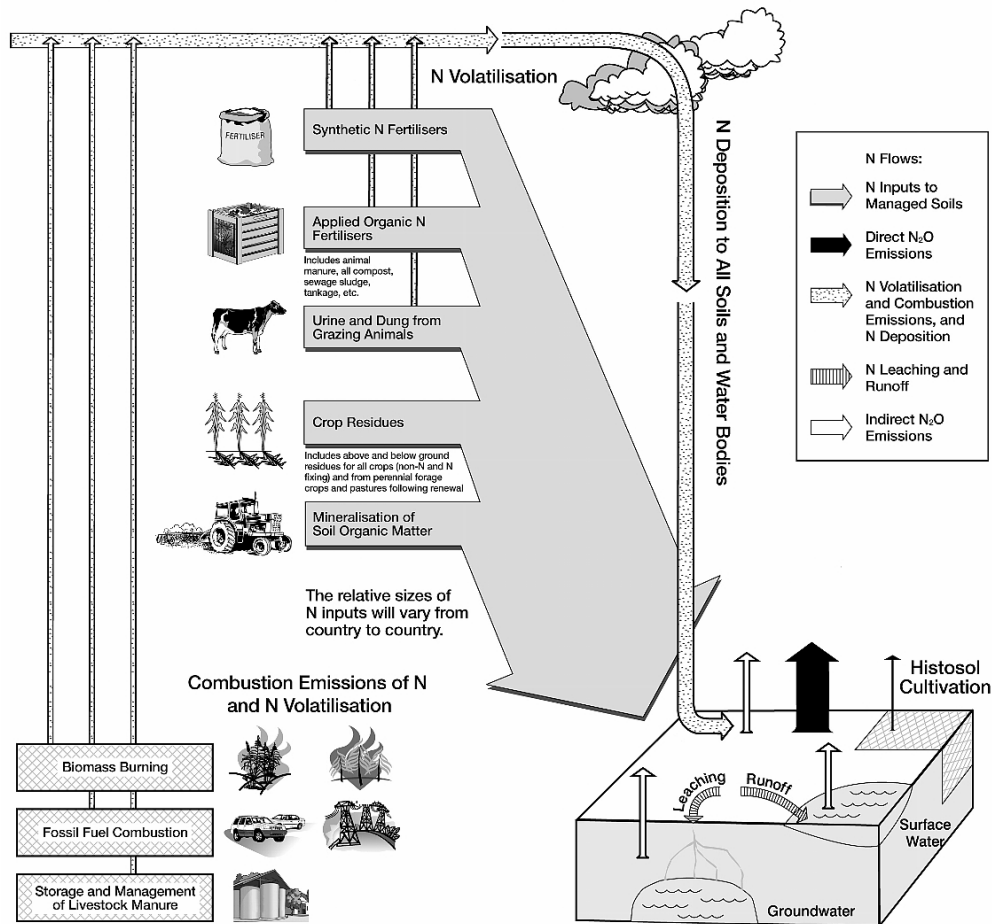 N Volatilisation
FERTILISER
Synthetic N Fertilisers
Applied Organic N
Fertilisers
Includes animal
manure, all compost,
sewage sludge,
tankage, etc.
Urine and Dung from
Grazing Animals
Crop Residues
Includes above and below ground
residues for all crops (non-N and N
fixing) and from perennial forage
crops and pastures following renewal
Mineralisation of
Soil Organic Matter
The relative sizes of
N inputs will vary from
country to country.
N Deposition to All Soils and Water Bodies
N Flows:
N Inputs to
Managed Soils
Direct N₂O
Emissions
N Volatilisation
and Combustion
Emissions, and
N Deposition
N Leaching and
Runoff
Indirect N₂O
Emissions
Combustion Emissions of N
and N Volatilisation
Biomass Burning
Fossil Fuel Combustion
Storage and Management
of Livestock Manure
Histosol
Cultivation
Leaching
Runoff
Surface
Water
Groundwater